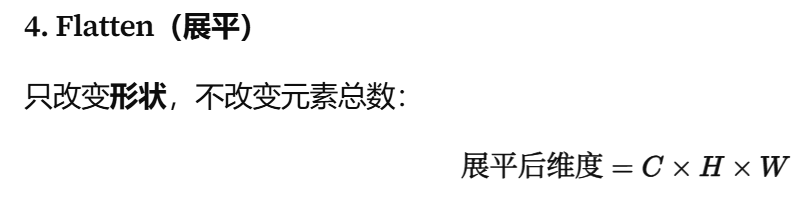 4. Flatten（展平）
只改变形状，不改变元素总数：
展平后维度 = C × H × W